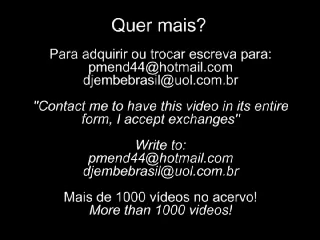 Quer mais?
Para adquirir ou trocar escreva para:
pmend44@hotmail.com
djembebrasil@uol.com.br
"Contact me to have this video in its entire
form, I accept exchanges"
Write to:
pmend44@hotmail.com
djembebrasil@uol.com.br
Mais de 1000 vídeos no acervo!
More than 1000 videos!